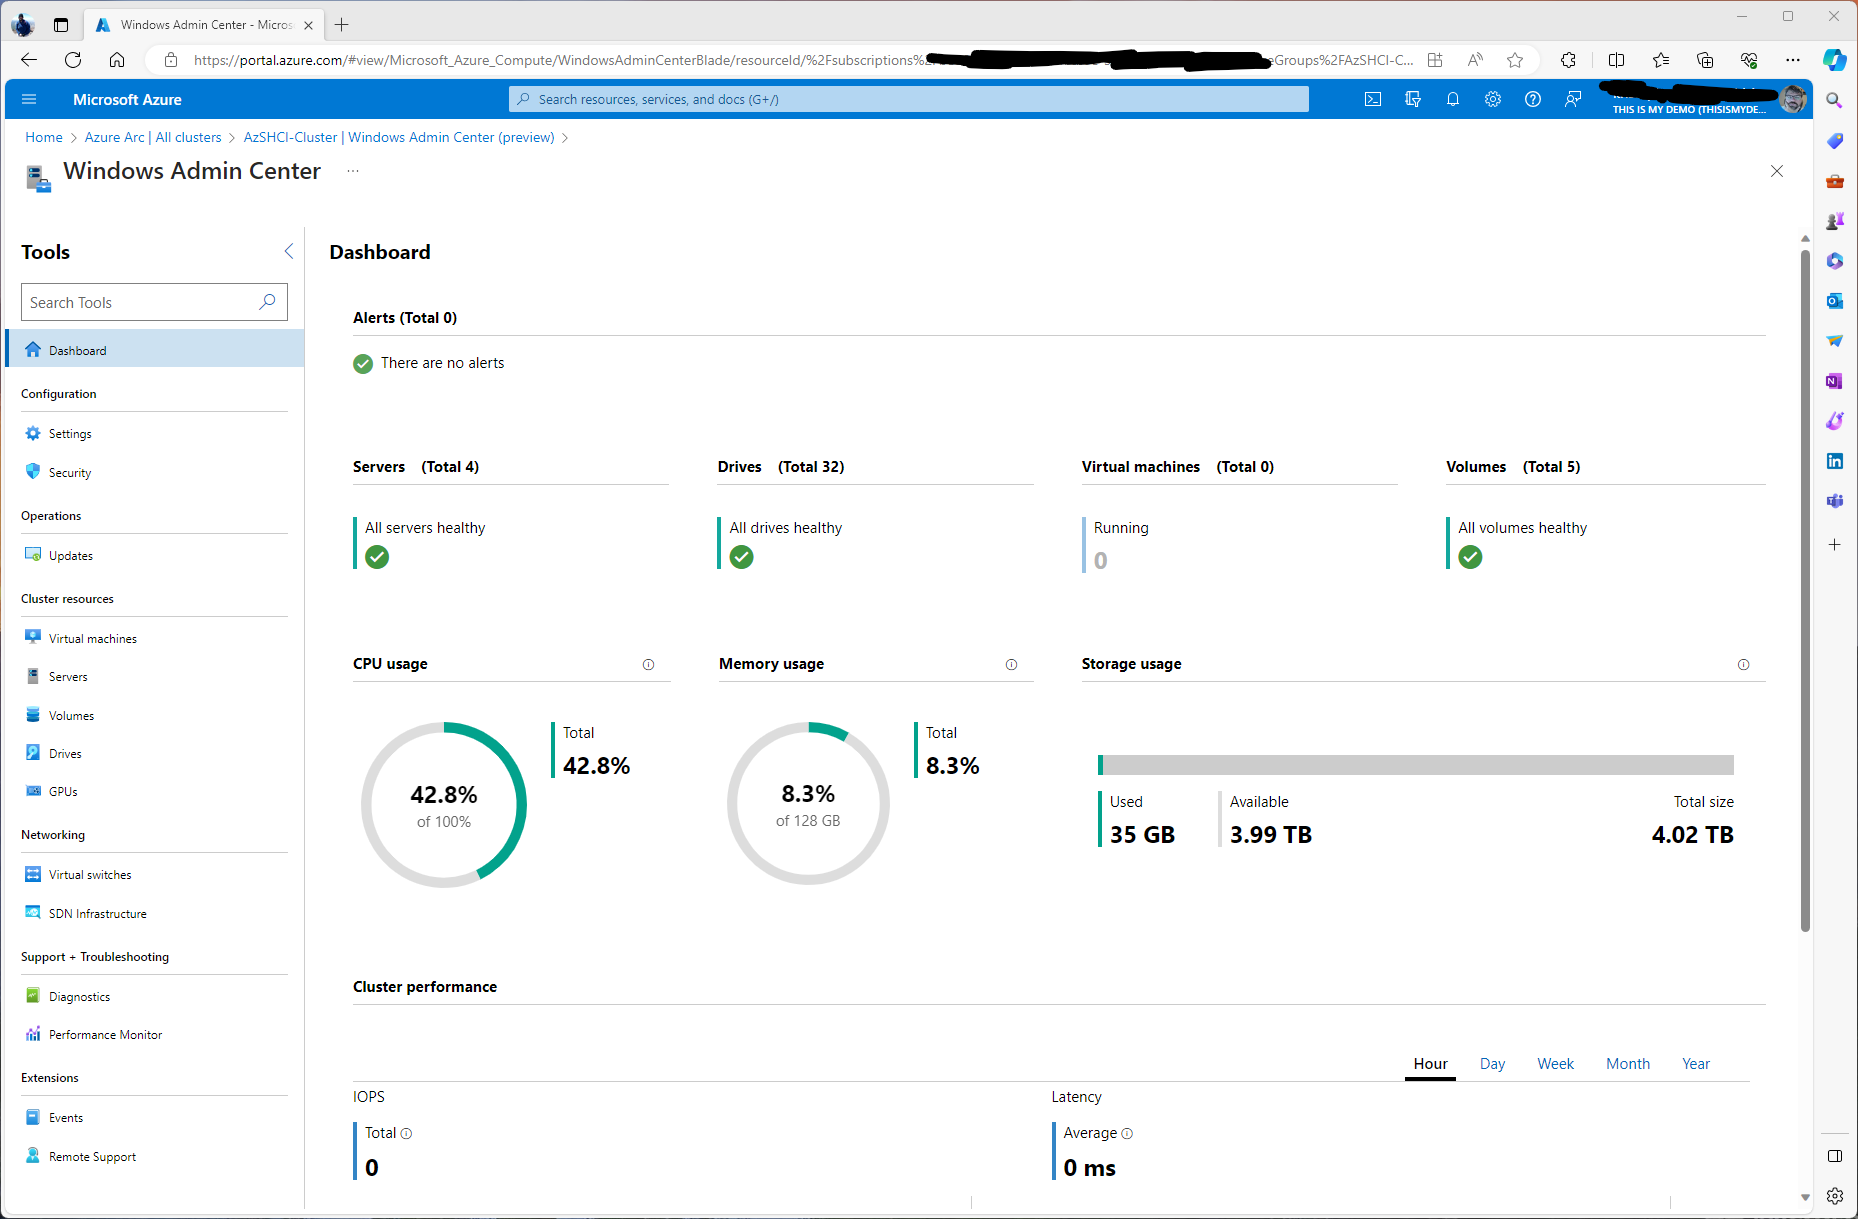 Windows Admin Center - Micros
https://portal.azure.com/#view/Microsoft_Azure_Compute/WindowsAdminCenterBlade/resourceId/%2Fsubscriptions%2 eGroups%2FAzSHCI-C...
Microsoft Azure
Search resources, services, and docs (G+/)
THIS IS MY DEMO (THISISMYDE...
Home > Azure Arc | All clusters > AzSHCI-Cluster | Windows Admin Center (preview) >
Windows Admin Center ...
Tools
Search Tools
Dashboard
Configuration
Settings
Security
Operations
Updates
Cluster resources
Virtual machines
Servers
Volumes
Drives
GPUs
Networking
Virtual switches
SDN Infrastructure
Support + Troubleshooting
Diagnostics
Performance Monitor
Extensions
Events
Remote Support
Dashboard
Alerts (Total 0)
There are no alerts
Servers (Total 4)
All servers healthy
Drives (Total 32)
All drives healthy
Virtual machines (Total 0)
Running
0
Volumes (Total 5)
All volumes healthy
CPU usage
42.8%
of 100%
Total
42.8%
Memory usage
8.3%
of 128 GB
Total
8.3%
Storage usage
Used
35 GB
Available
3.99 TB
Total size
4.02 TB
Cluster performance
Hour Day Week Month Year
IOPS
Total
0
Latency
Average
0 ms